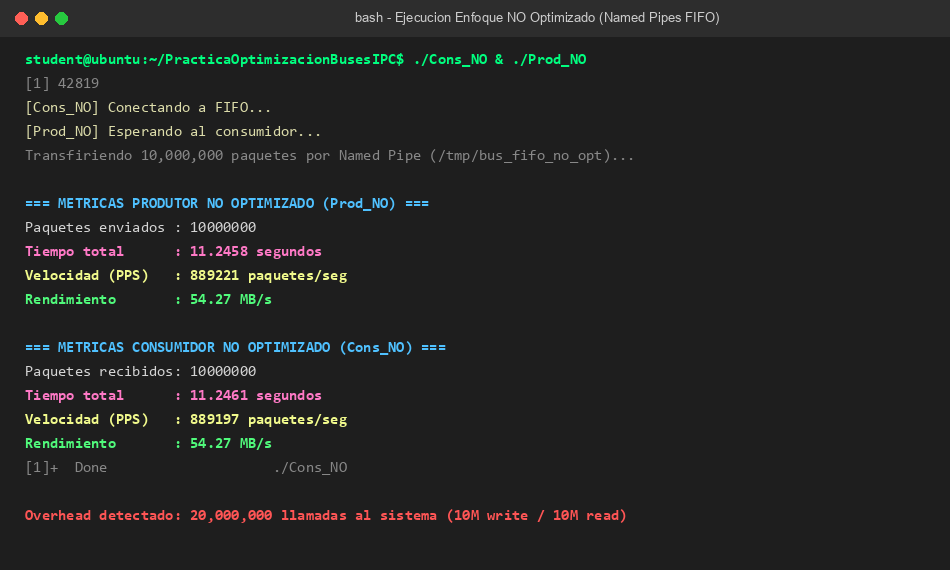 bash - Ejecucion Enfoque NO Optimizado (Named Pipes FIFO)
student@ubuntu:~/PracticaOptimizacionBusesIPC$ ./Cons_NO & ./Prod_NO
[1] 42819
[Cons_NO] Conectando a FIFO...
[Prod_NO] Esperando al consumidor...
Transfiriendo 10,000,000 paquetes por Named Pipe (/tmp/bus_fifo_no_opt)...
=== METRICAS PRODUTOR NO OPTIMIZADO (Prod_NO) ===
Paquetes enviados : 10000000
Tiempo total      : 11.2458 segundos
Velocidad (PPS)   : 889221 paquetes/seg
Rendimiento       : 54.27 MB/s
=== METRICAS CONSUMIDOR NO OPTIMIZADO (Cons_NO) ===
Paquetes recibidos: 10000000
Tiempo total      : 11.2461 segundos
Velocidad (PPS)   : 889197 paquetes/seg
Rendimiento       : 54.27 MB/s
[1]+  Done                    ./Cons_NO
Overhead detectado: 20,000,000 llamadas al sistema (10M write / 10M read)